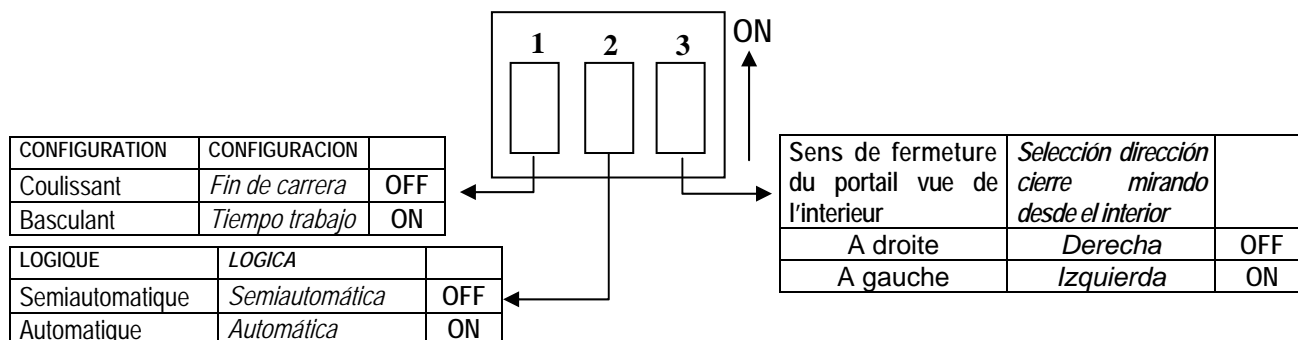 1 2 3 ON
CONFIGURATION CONFIGURACION
Coulissant Fin de carrera OFF
Basculant Tiempo trabajo ON
LOGIQUE LOGICA
Semiautomatique Semiautomática OFF
Automatique Automática ON
Sens de fermeture Selección dirección
du portail vue de cierre mirando
l'interieur desde el interior
A droite Derecha OFF
A gauche Izquierda ON